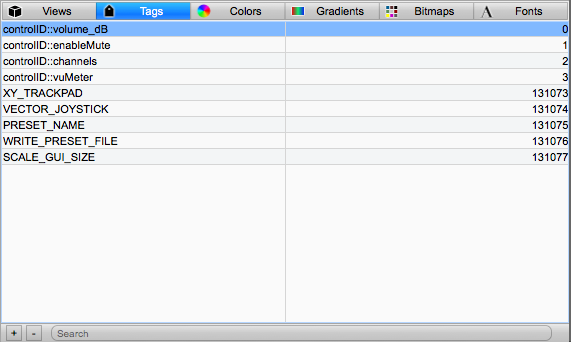 Views Tags Colors Gradients Bitmaps Fonts
controlID::volume_dB 0
controlID::enableMute 1
controlID::channels 2
controlID::vuMeter 3
XY_TRACKPAD 131073
VECTOR_JOYSTICK 131074
PRESET_NAME 131075
WRITE_PRESET_FILE 131076
SCALE_GUI_SIZE 131077
+ - Search